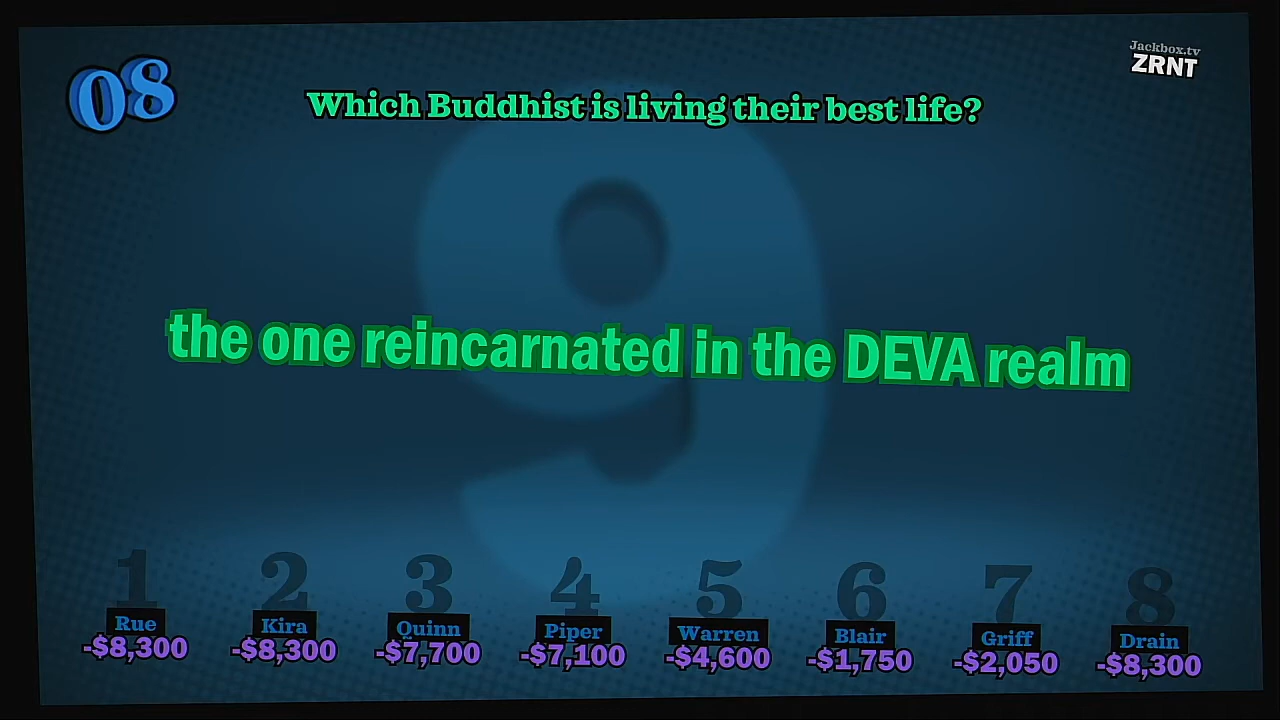 08
Jackbox.tv
ZRNT
Which Buddhist is living their best life?
9
the one reincarnated in the DEVA realm
1 2 3 4 5 6 7 8
Rue Kira Quinn Piper Warren Blair Griff Drain
-$8,300 -$8,300 -$7,700 -$7,100 -$4,600 -$1,750 -$2,050 -$8,300